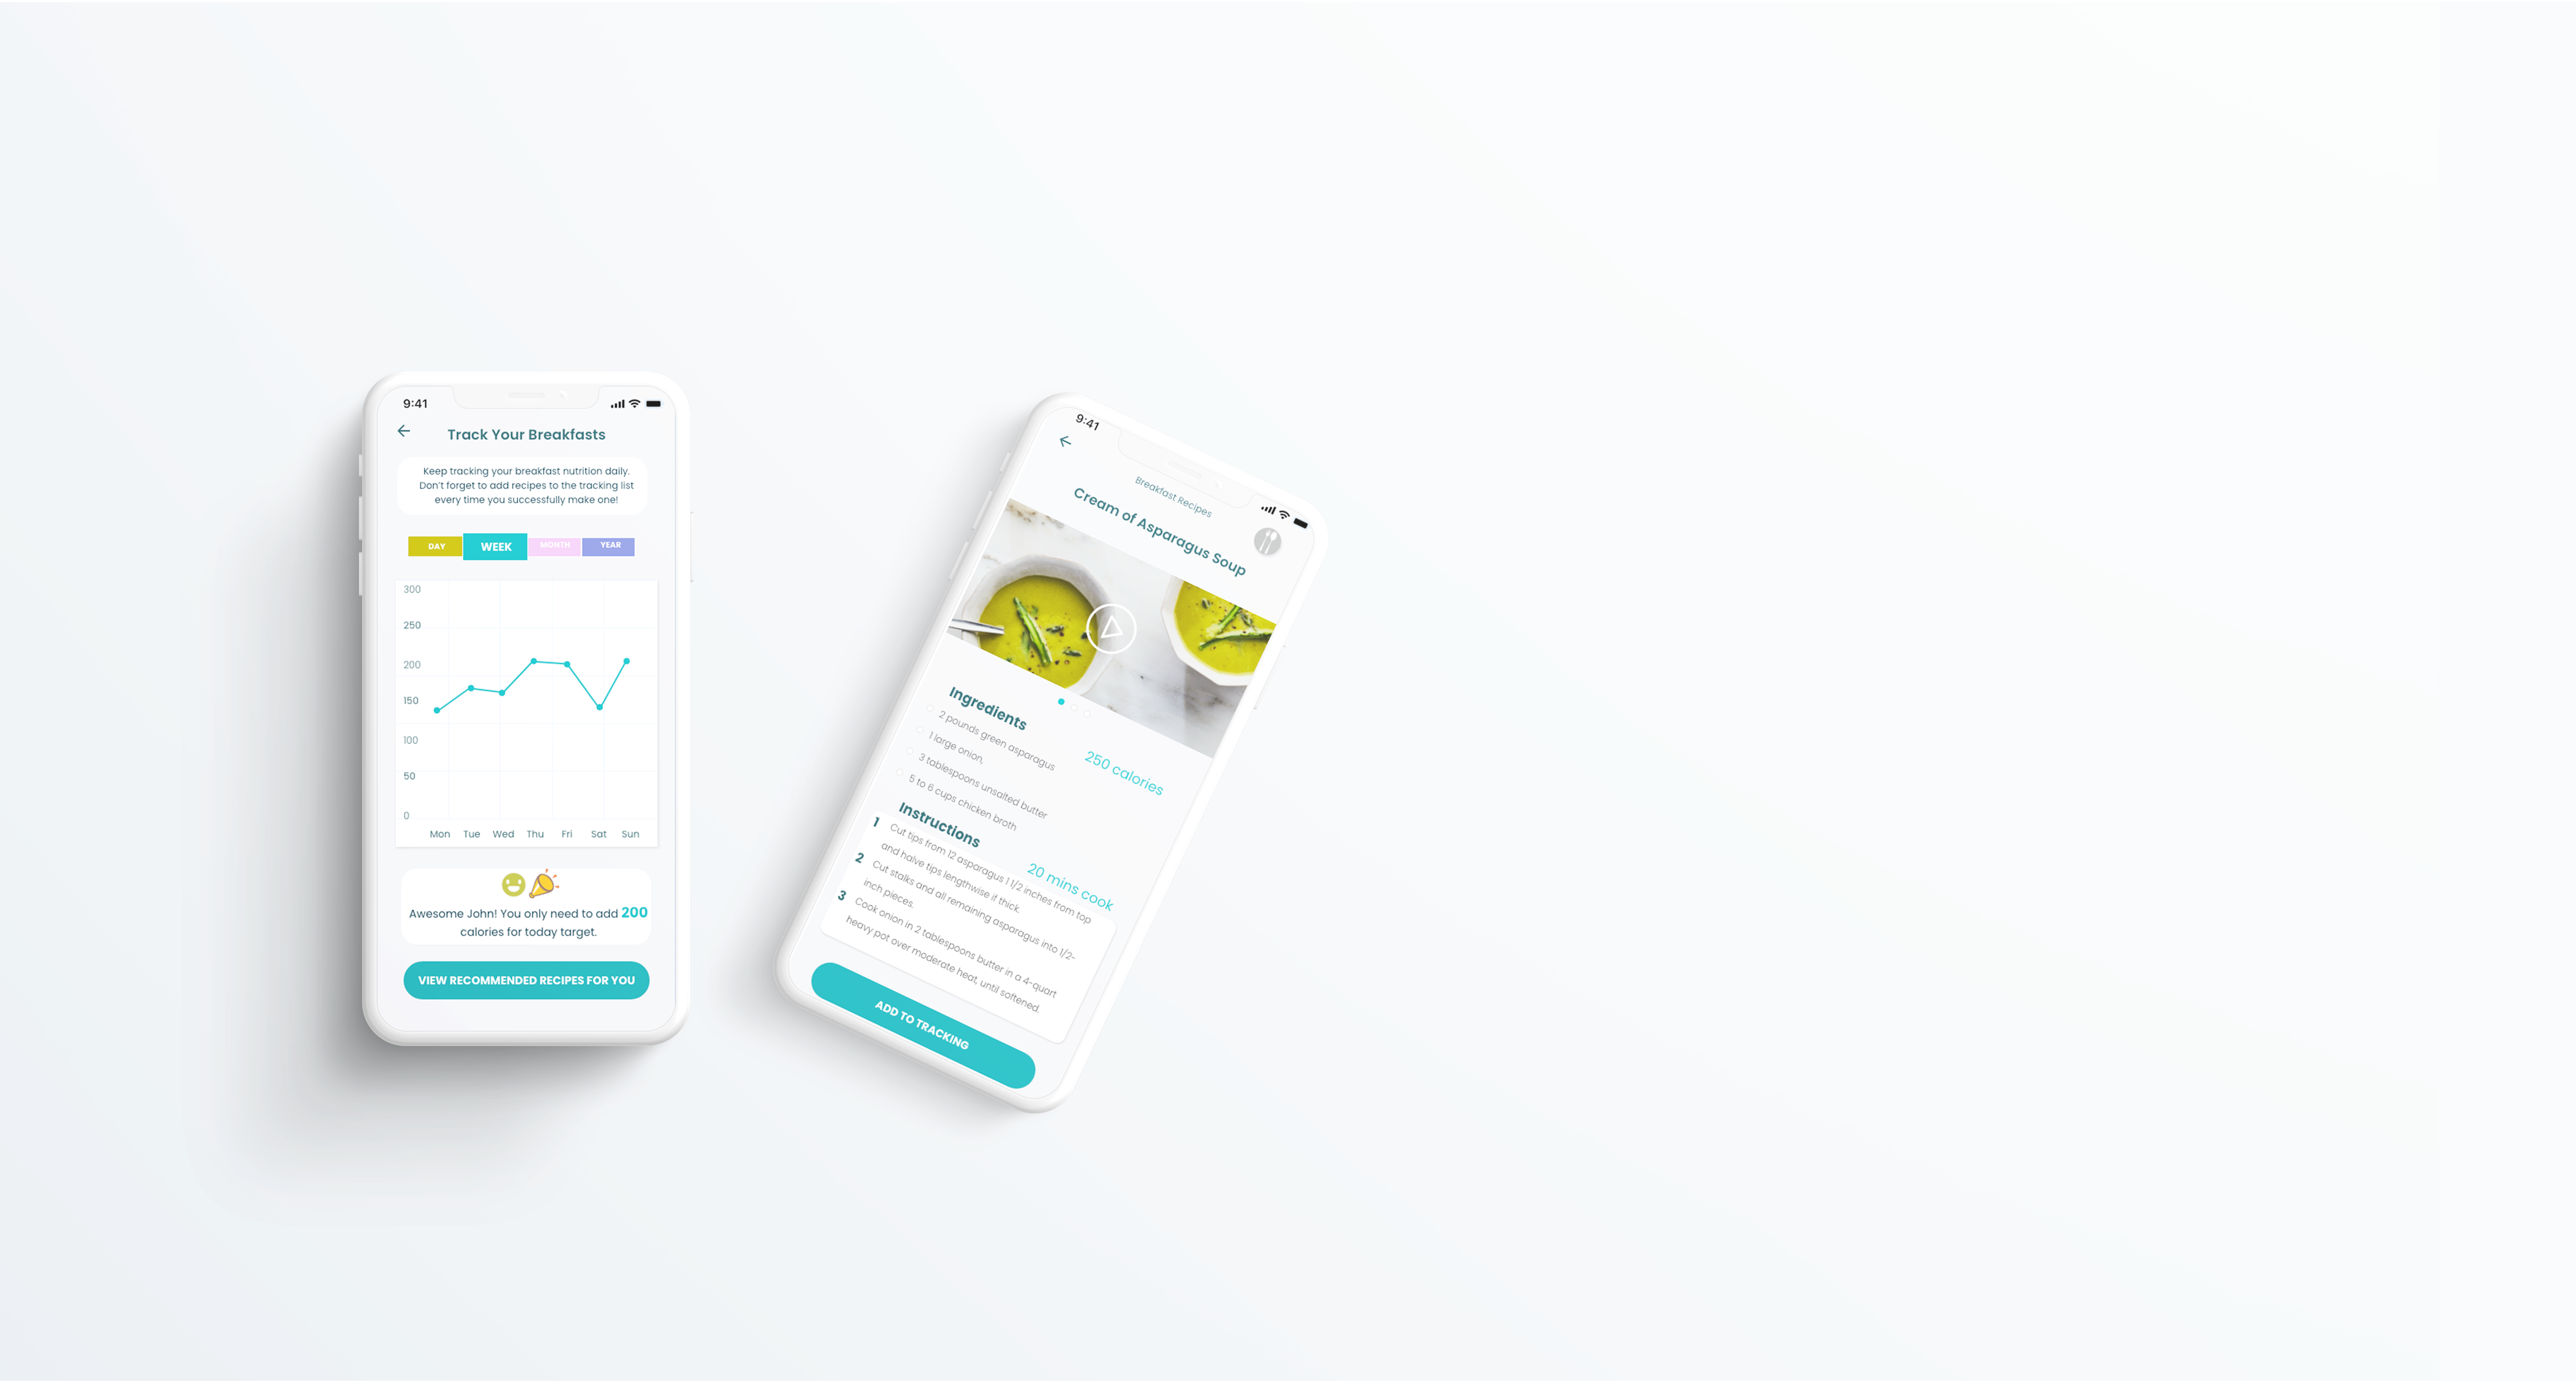 9:41
Track Your Breakfasts
Keep tracking your breakfast nutrition daily.
Don't forget to add recipes to the tracking list
every time you successfully make one!
DAY WEEK MONTH YEAR
300
250
200
150
100
50
0
Mon Tue Wed Thu Fri Sat Sun
Awesome John! You only need to add 200
calories for today target.
VIEW RECOMMENDED RECIPES FOR YOU
9:41
Breakfast Recipes
Cream of Asparagus Soup
Ingredients
2 pounds green asparagus
1 large onion,
3 tablespoons unsalted butter
5 to 6 cups chicken broth
250 calories
Instructions
20 mins cook
1 Cut tips from 12 asparagus 1 1/2 inches from top
and halve tips lengthwise if thick.
2 Cut stalks and all remaining asparagus into 1/2-
inch pieces.
3 Cook onion in 2 tablespoons butter in a 4-quart
heavy pot over moderate heat, until softened.
ADD TO TRACKING